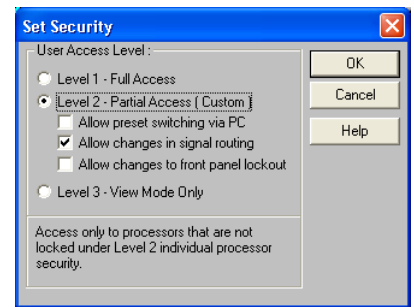 Set Security
User Access Level :
Level 1 - Full Access
Level 2 - Partial Access ( Custom )
Allow preset switching via PC
Allow changes in signal routing
Allow changes to front panel lockout
Level 3 - View Mode Only
Access only to processors that are not
locked under Level 2 individual processor
security.
OK
Cancel
Help